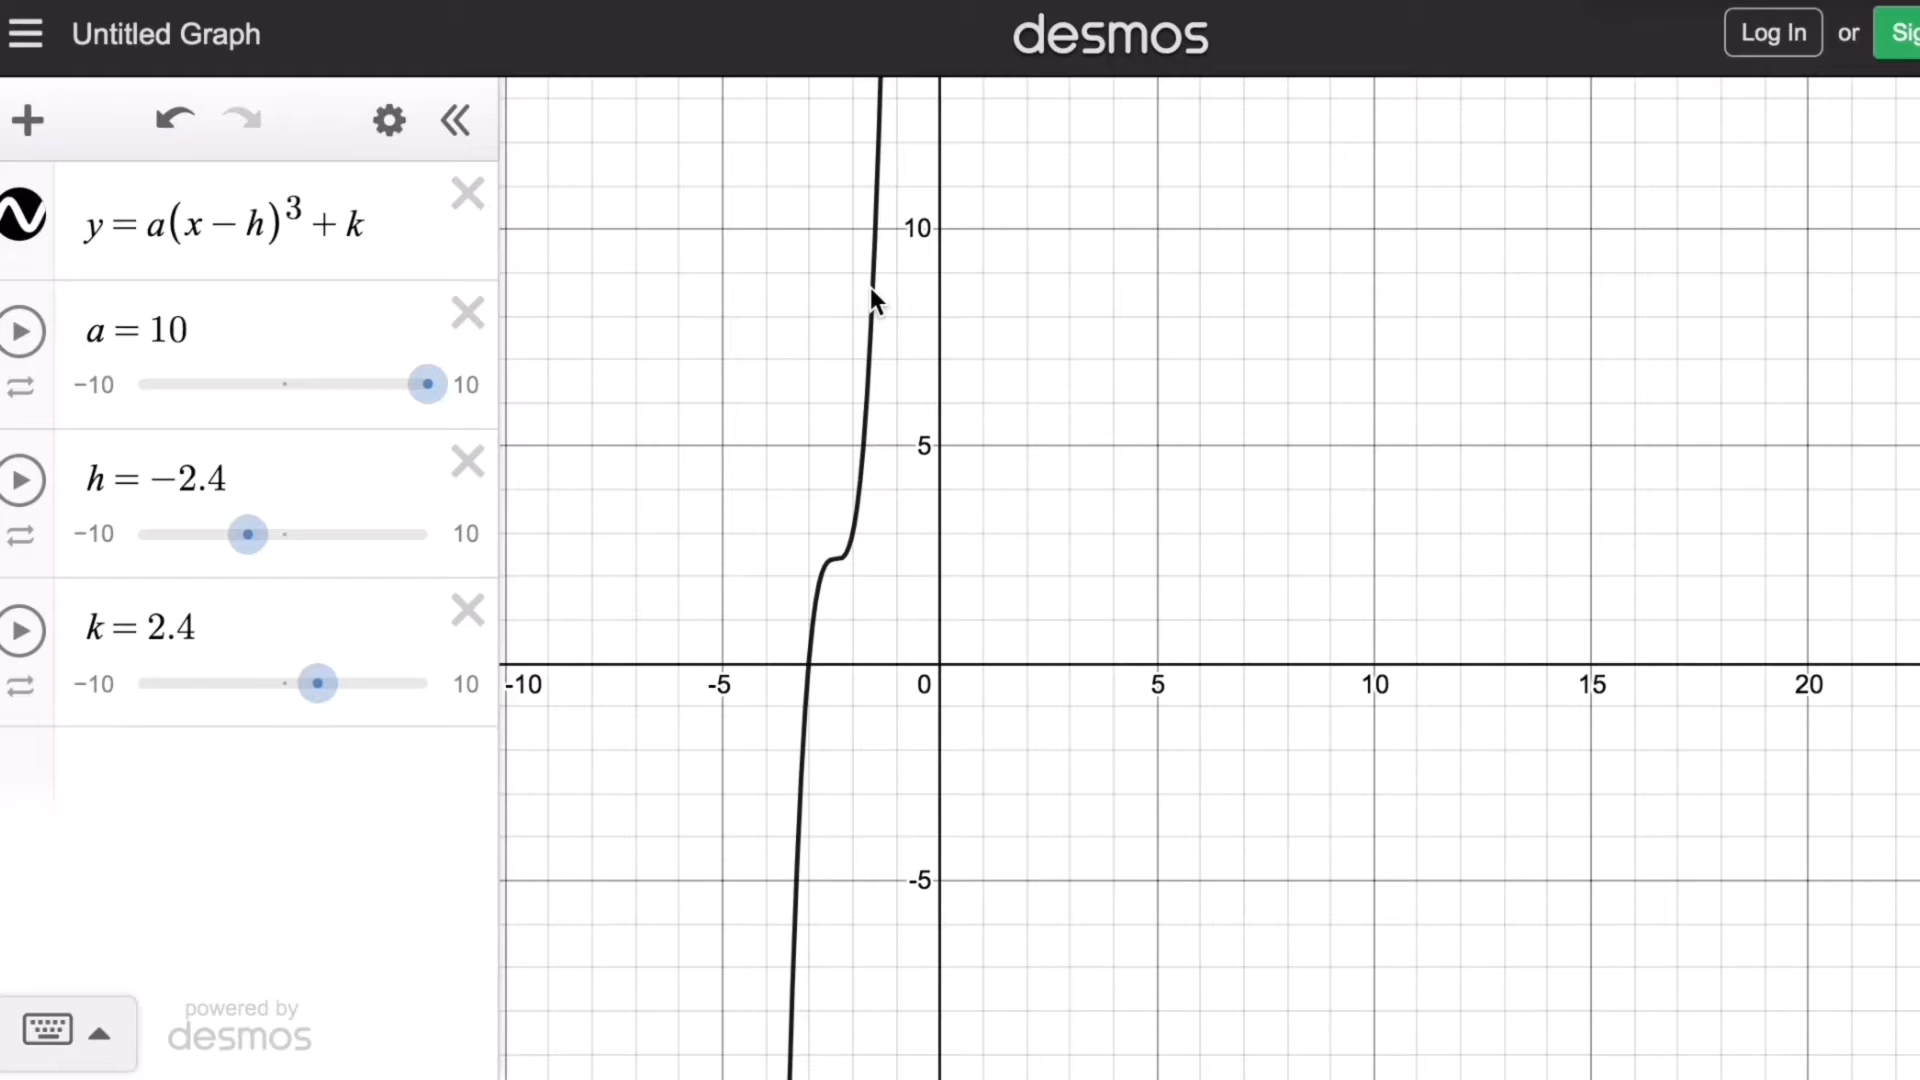 Untitled Graph
desmos
Log In or
y = a(x − h)³ + k
a = 10
−10 10
h = −2.4
−10 10
k = 2.4
−10 10
powered by
desmos
10
5
-10 -5 0 5 10 15 20
-5